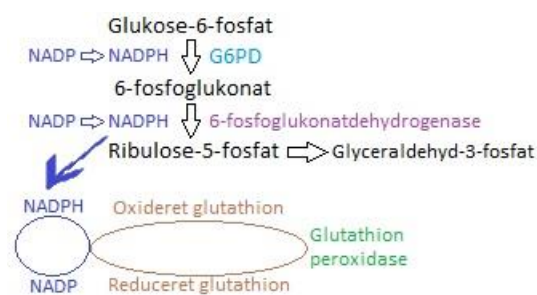 Glukose-6-fosfat
NADP ⇨ NADPH G6PD
6-fosfoglukonat
NADP ⇨ NADPH 6-fosfoglukonatdehydrogenase
Ribulose-5-fosfat ⇨ Glyceraldehyd-3-fosfat
NADPH Oxideret glutathion
Glutathion
peroxidase
NADP Reduceret glutathion